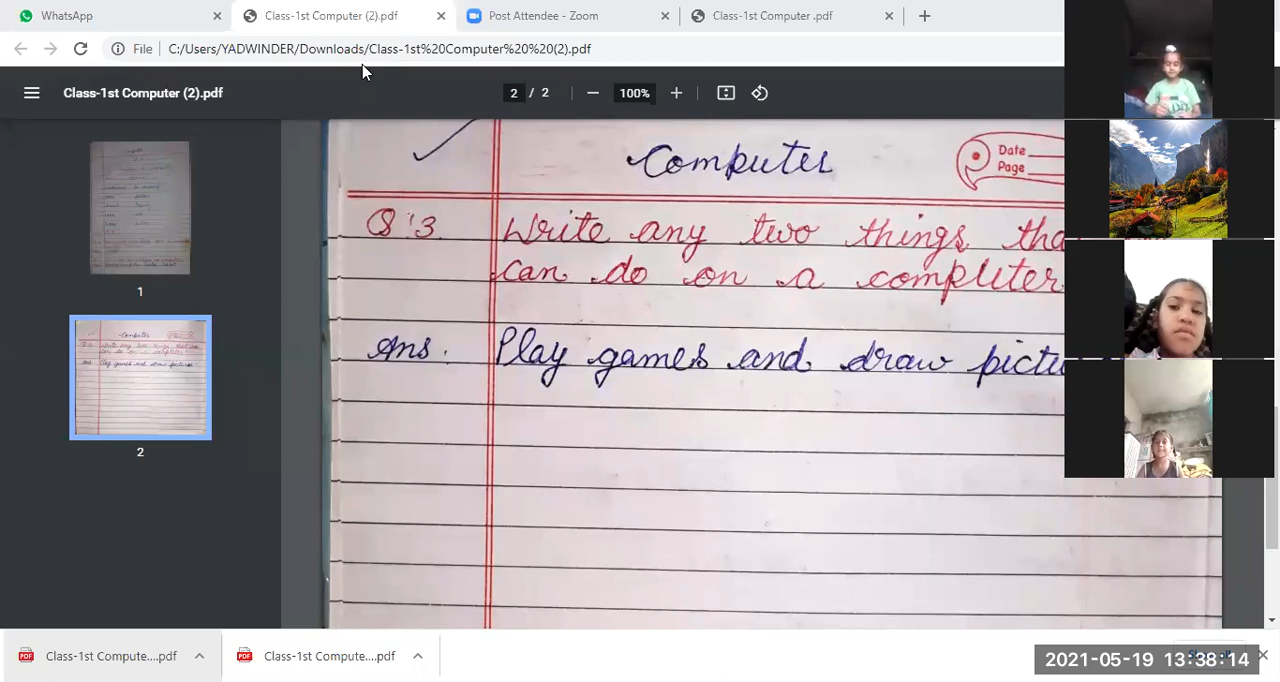 WhatsApp
Class-1st Computer (2).pdf
Post Attendee - Zoom
Class-1st Computer .pdf
File
C:/Users/YADWINDER/Downloads/Class-1st%20Computer%20%20(2).pdf
Class-1st Computer (2).pdf
2 / 2
100%
Computer
Date
Page
Q:3. Write any two things tha
can do on a computer
Ans. Play games and draw pictu
1
2
Class-1st Compute....pdf
Class-1st Compute....pdf
2021-05-19 13:38:14